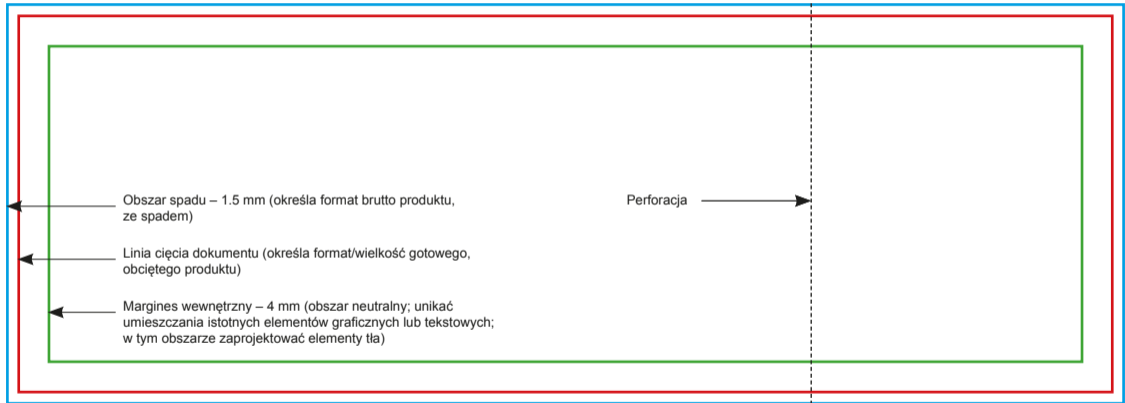 Obszar spadu – 1.5 mm (określa format brutto produktu,
ze spadem)
Perforacja
Linia cięcia dokumentu (określa format/wielkość gotowego,
obciętego produktu)
Margines wewnętrzny – 4 mm (obszar neutralny; unikać
umieszczania istotnych elementów graficznych lub tekstowych;
w tym obszarze zaprojektować elementy tła)